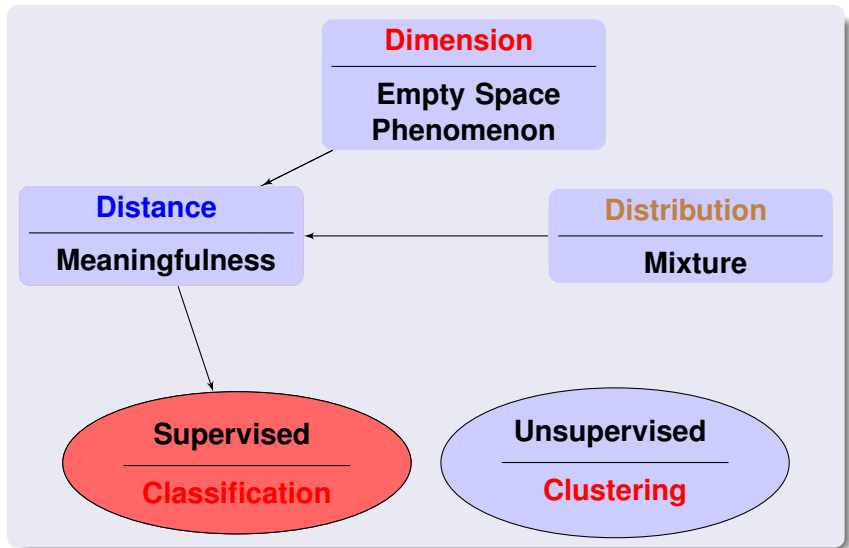 Dimension
Empty Space
Phenomenon
Distance
Meaningfulness
Distribution
Mixture
Supervised
Classification
Unsupervised
Clustering